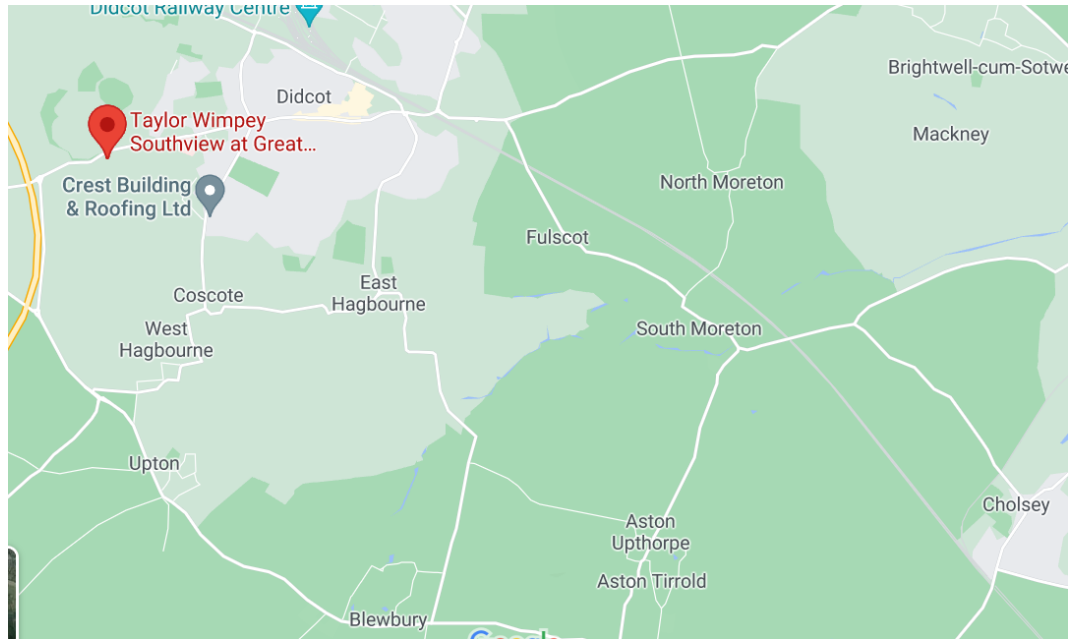 Didcot Railway Centre
Brightwell-cum-Sotwe
Didcot
Taylor Wimpey
Southview at Great...
Mackney
Crest Building
& Roofing Ltd
North Moreton
Fulscot
East
Hagbourne
Coscote
West
Hagbourne
South Moreton
Upton
Cholsey
Aston
Upthorpe
Aston Tirrold
Blewbury
Google